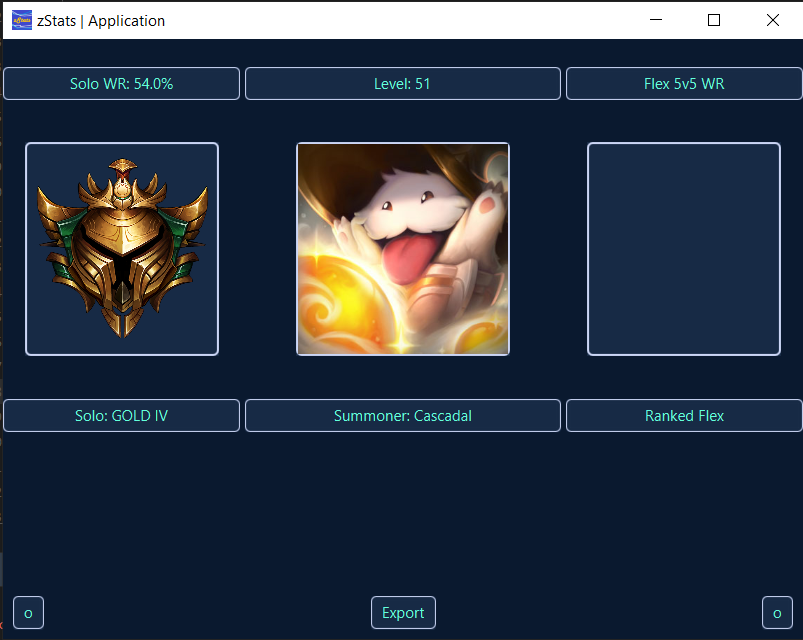 zStats | Application
Solo WR: 54.0%
Level: 51
Flex 5v5 WR
Solo: GOLD IV
Summoner: Cascadal
Ranked Flex
o
Export
o